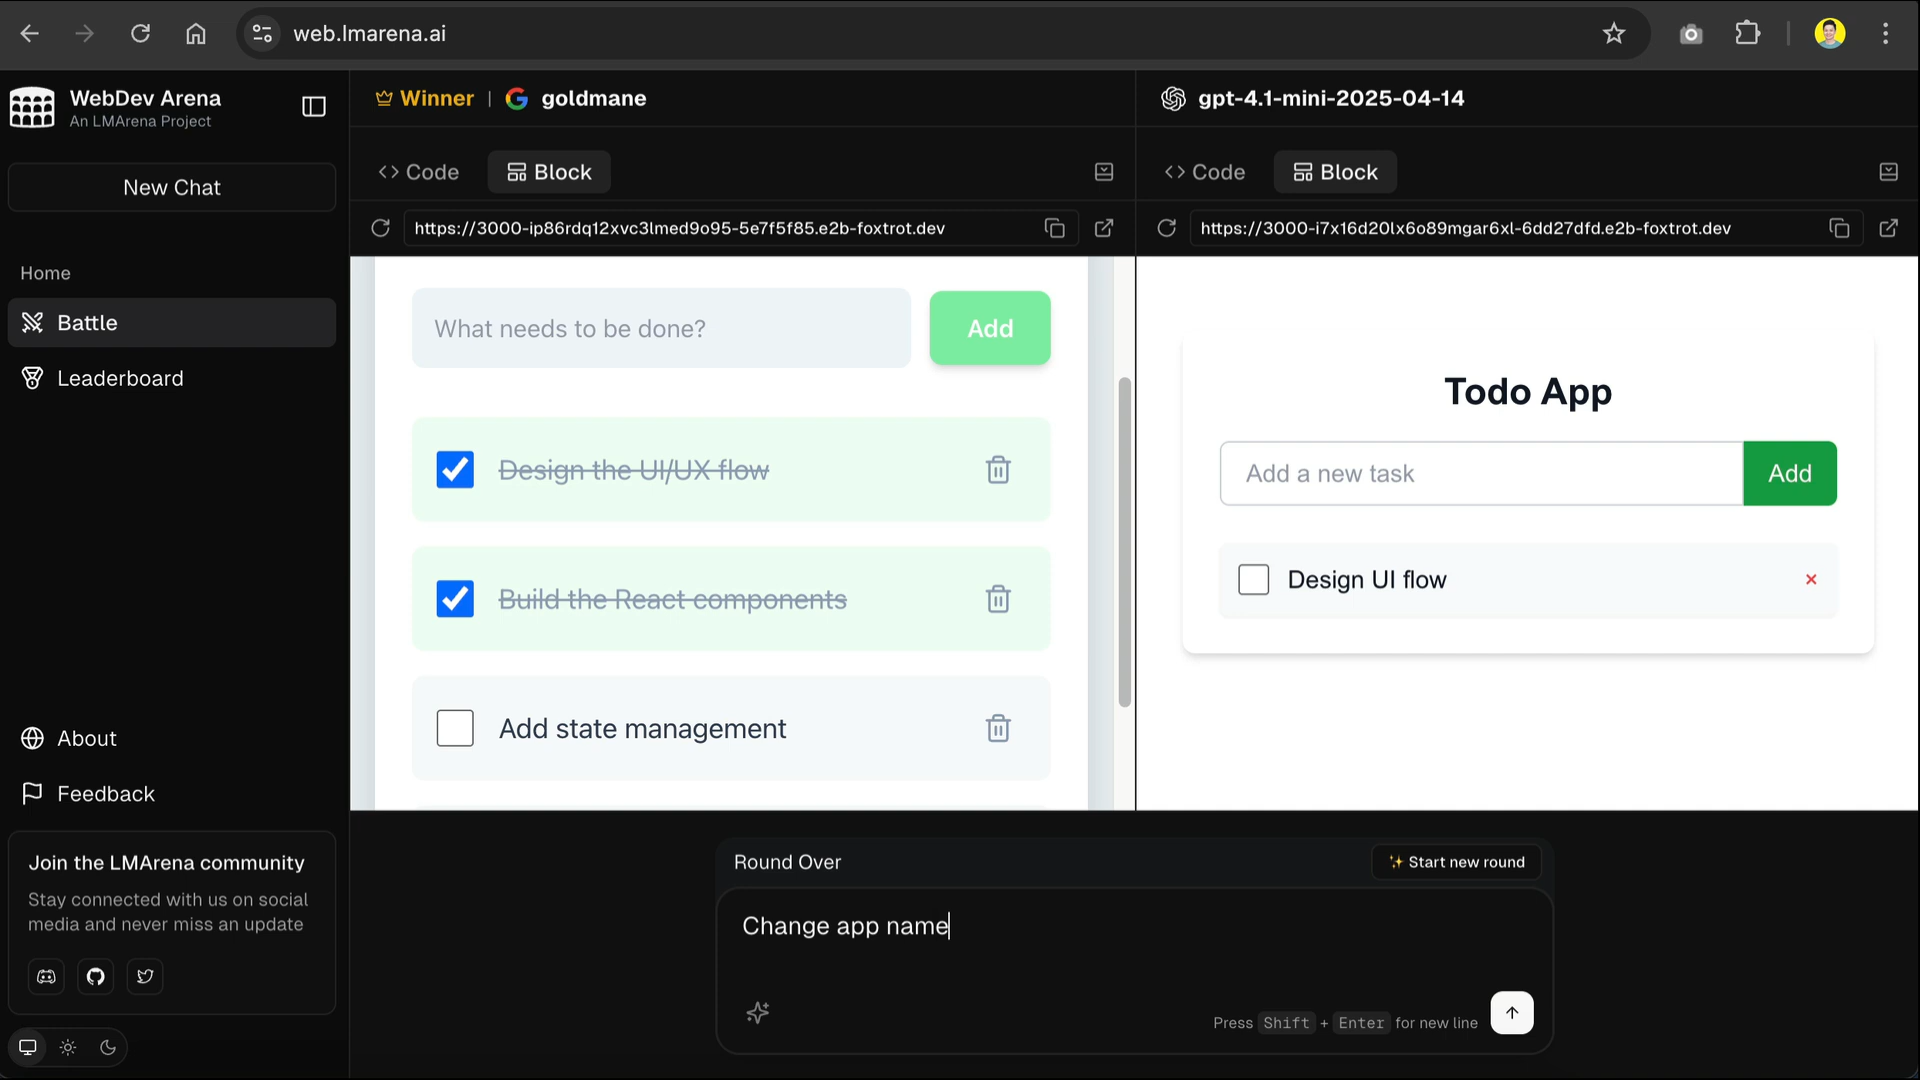 web.lmarena.ai
WebDev Arena
An LMArena Project
New Chat
Home
Battle
Leaderboard
About
Feedback
Join the LMArena community
Stay connected with us on social
media and never miss an update
Winner | goldmane
<> Code
Block
https://3000-ip86rdq12xvc3lmed9o95-5e7f5f85.e2b-foxtrot.dev
What needs to be done?
Add
Design the UI/UX flow
Build the React components
Add state management
gpt-4.1-mini-2025-04-14
<> Code
Block
https://3000-i7x16d20lx6o89mgar6xl-6dd27dfd.e2b-foxtrot.dev
Todo App
Add a new task
Add
Design UI flow
Round Over
Start new round
Change app name
Press Shift + Enter for new line